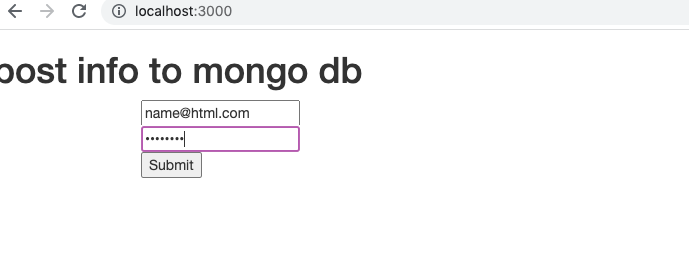 localhost:3000
post info to mongo db
name@html.com
••••••••
Submit